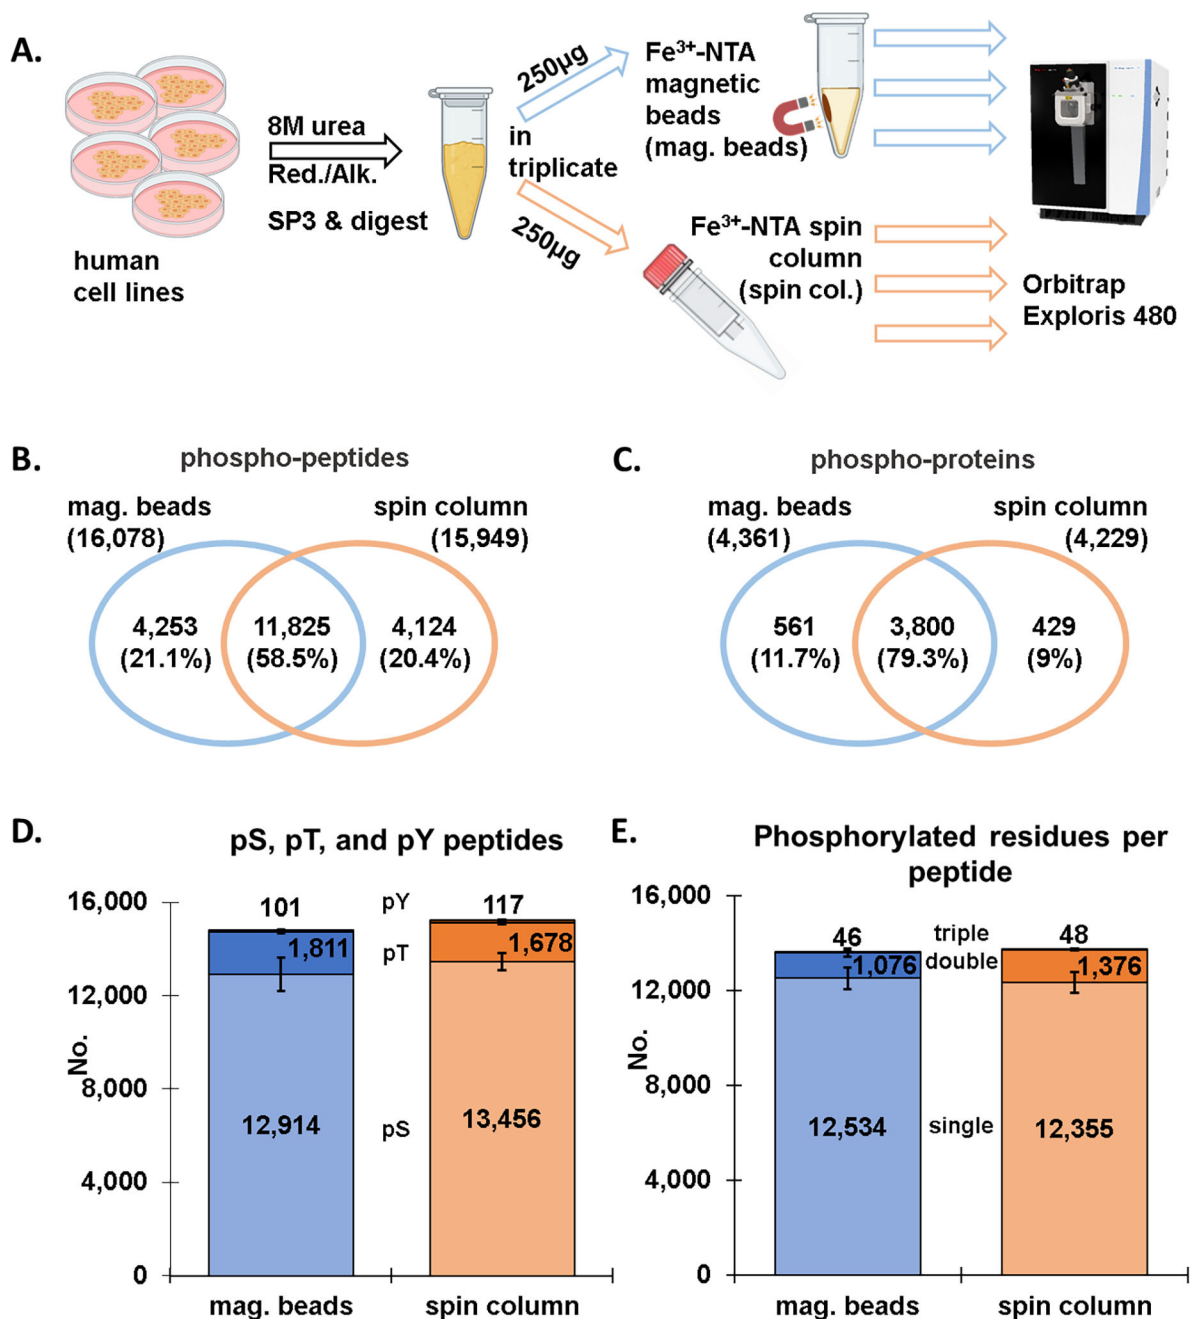 A.
human
cell lines
8M urea
Red./Alk.
SP3 & digest
in
triplicate
250µg
250µg
Fe³⁺-NTA
magnetic
beads
(mag. beads)
Fe³⁺-NTA spin
column
(spin col.)
Orbitrap
Exploris 480
B.
phospho-peptides
mag. beads
(16,078)
spin column
(15,949)
4,253
(21.1%)
11,825
(58.5%)
4,124
(20.4%)
C.
phospho-proteins
mag. beads
(4,361)
spin column
(4,229)
561
(11.7%)
3,800
(79.3%)
429
(9%)
D.
pS, pT, and pY peptides
No.
16,000
12,000
8,000
4,000
0
101
1,811
12,914
pY
pT
pS
117
1,678
13,456
mag. beads
spin column
E.
Phosphorylated residues per
peptide
No.
16,000
12,000
8,000
4,000
0
46
1,076
12,534
triple
double
single
48
1,376
12,355
mag. beads
spin column